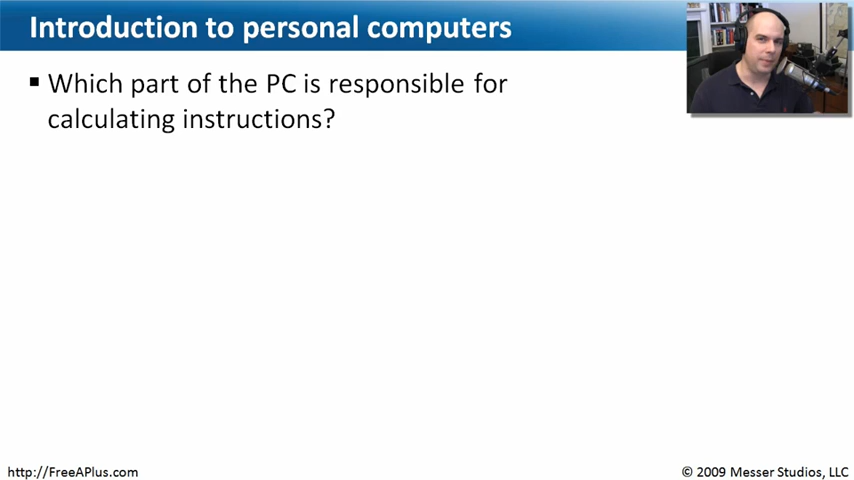 Introduction to personal computers
▪ Which part of the PC is responsible for
calculating instructions?
http://FreeAPlus.com
© 2009 Messer Studios, LLC